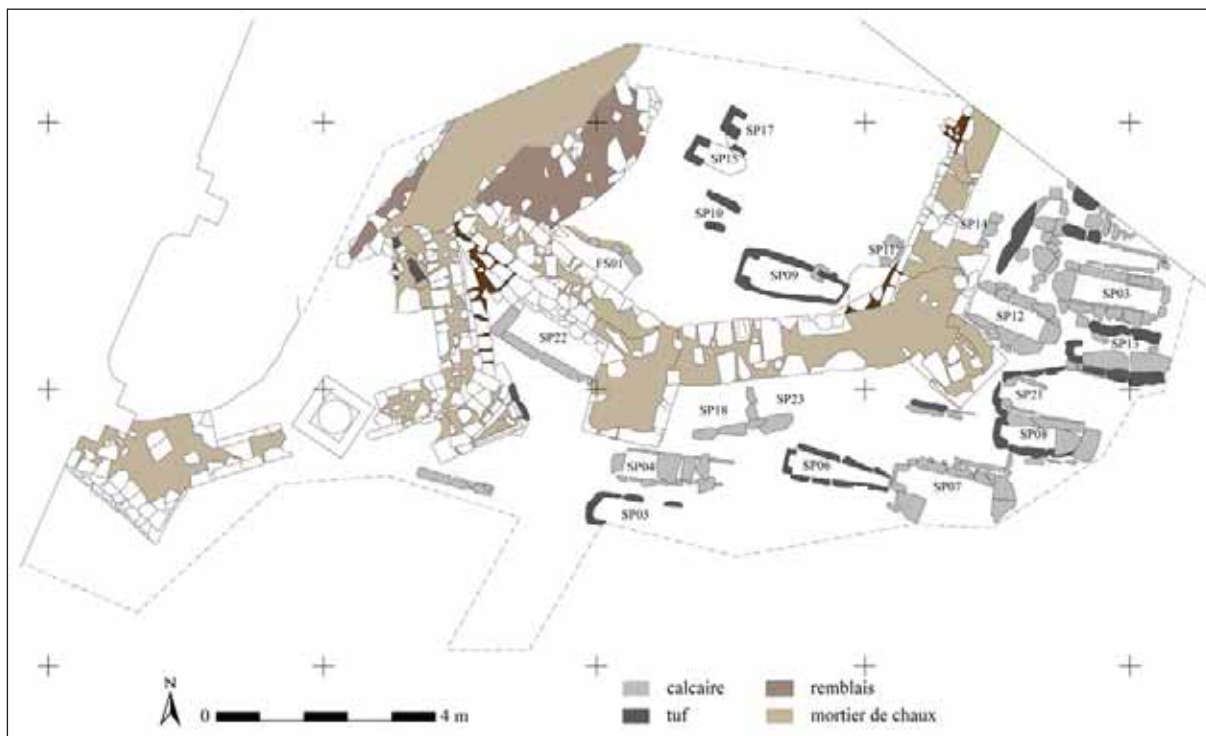 SP17
SP15
SP10
SP14
SP11
FS01
SP09
SP03
SP12
SP22
SP13
SP21
SP18
SP23
SP08
SP04
SP06
SP07
SP05
N
0
4 m
calcaire
remblais
tuf
mortier de chaux